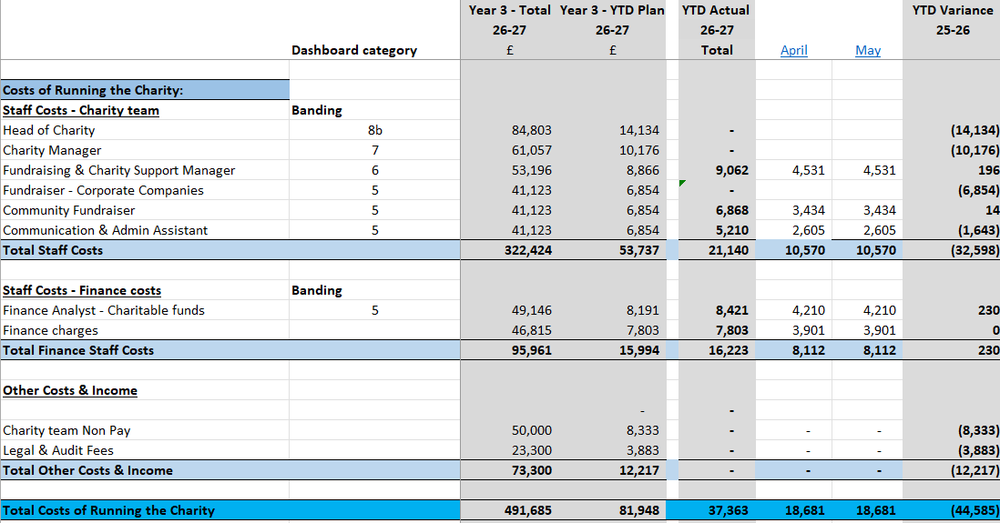 Year 3 - Total Year 3 - YTD Plan YTD Actual YTD Variance
26-27 26-27 26-27 25-26
Dashboard category £ £ Total April May
Costs of Running the Charity:
Staff Costs - Charity team Banding
Head of Charity 8b 84,803 14,134 - (14,134)
Charity Manager 7 61,057 10,176 - (10,176)
Fundraising & Charity Support Manager 6 53,196 8,866 9,062 4,531 4,531 196
Fundraiser - Corporate Companies 5 41,123 6,854 - (6,854)
Community Fundraiser 5 41,123 6,854 6,868 3,434 3,434 14
Communication & Admin Assistant 5 41,123 6,854 5,210 2,605 2,605 (1,643)
Total Staff Costs 322,424 53,737 21,140 10,570 10,570 (32,598)
Staff Costs - Finance costs Banding
Finance Analyst - Charitable funds 5 49,146 8,191 8,421 4,210 4,210 230
Finance charges 46,815 7,803 7,803 3,901 3,901 0
Total Finance Staff Costs 95,961 15,994 16,223 8,112 8,112 230
Other Costs & Income
- -
Charity team Non Pay 50,000 8,333 - - - (8,333)
Legal & Audit Fees 23,300 3,883 - - - (3,883)
Total Other Costs & Income 73,300 12,217 - - - (12,217)
Total Costs of Running the Charity 491,685 81,948 37,363 18,681 18,681 (44,585)